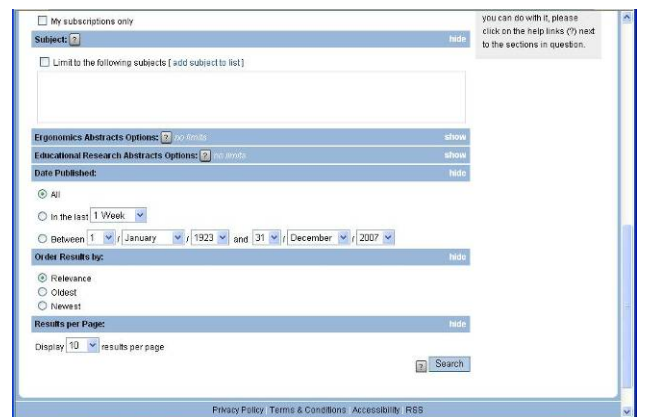 My subscriptions only
you can do with it, please
click on the help links (?) next
to the sections in question.
Subject: ? hide
Limit to the following subjects [ add subject to list ]
Ergonomics Abstracts Options: ? no limits show
Educational Research Abstracts Options: ? no limits show
Date Published: hide
All
In the last 1 Week
Between 1 / January / 1923 and 31 / December / 2007
Order Results by: hide
Relevance
Oldest
Newest
Results per Page: hide
Display 10 results per page
? Search
Privacy Policy Terms & Conditions Accessibility RSS